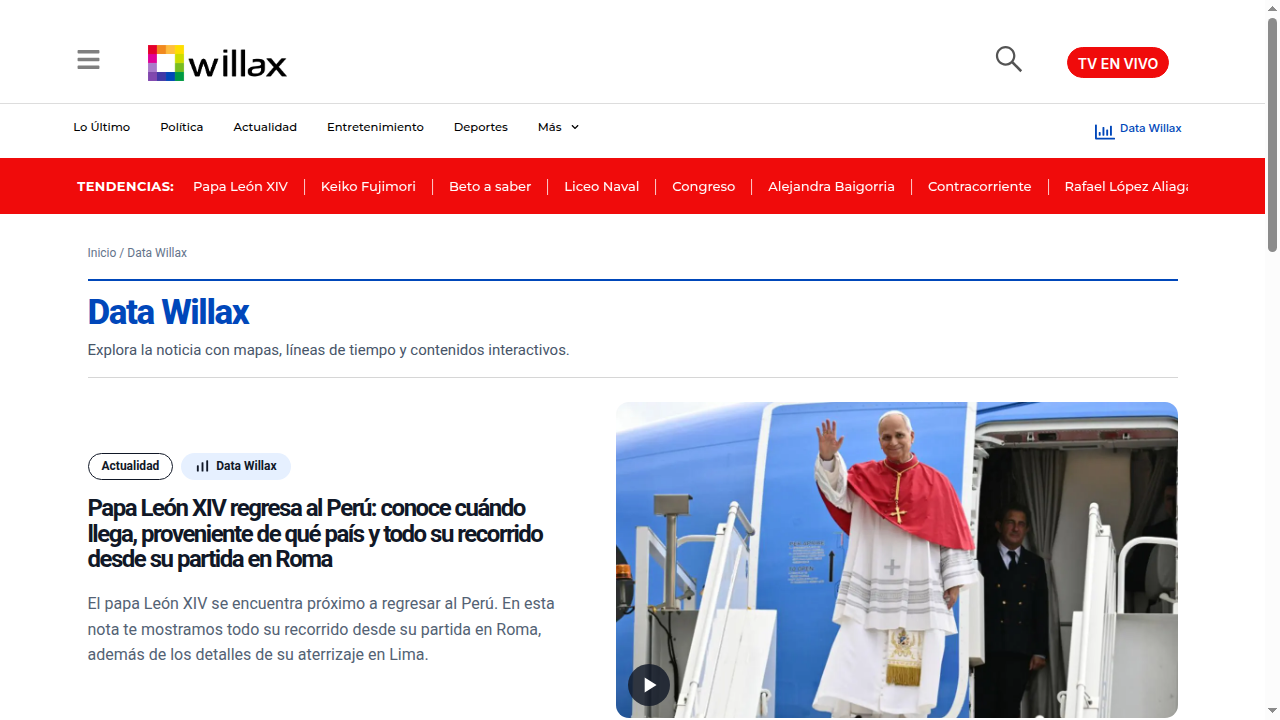 willax
TV EN VIVO
Lo Último
Política
Actualidad
Entretenimiento
Deportes
Más
Data Willax
TENDENCIAS:
Papa León XIV
Keiko Fujimori
Beto a saber
Liceo Naval
Congreso
Alejandra Baigorria
Contracorriente
Rafael López Aliaga
Inicio / Data Willax
Data Willax
Explora la noticia con mapas, líneas de tiempo y contenidos interactivos.
Actualidad
Data Willax
Papa León XIV regresa al Perú: conoce cuándo
llega, proveniente de qué país y todo su recorrido
desde su partida en Roma
El papa León XIV se encuentra próximo a regresar al Perú. En esta
nota te mostramos todo su recorrido desde su partida en Roma,
además de los detalles de su aterrizaje en Lima.